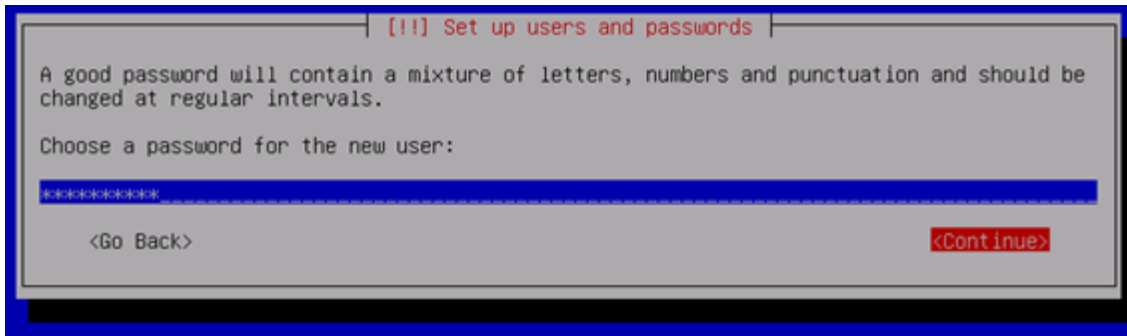 [!!] Set up users and passwords
A good password will contain a mixture of letters, numbers and punctuation and should be
changed at regular intervals.
Choose a password for the new user:
**********
<Go Back> <Continue>